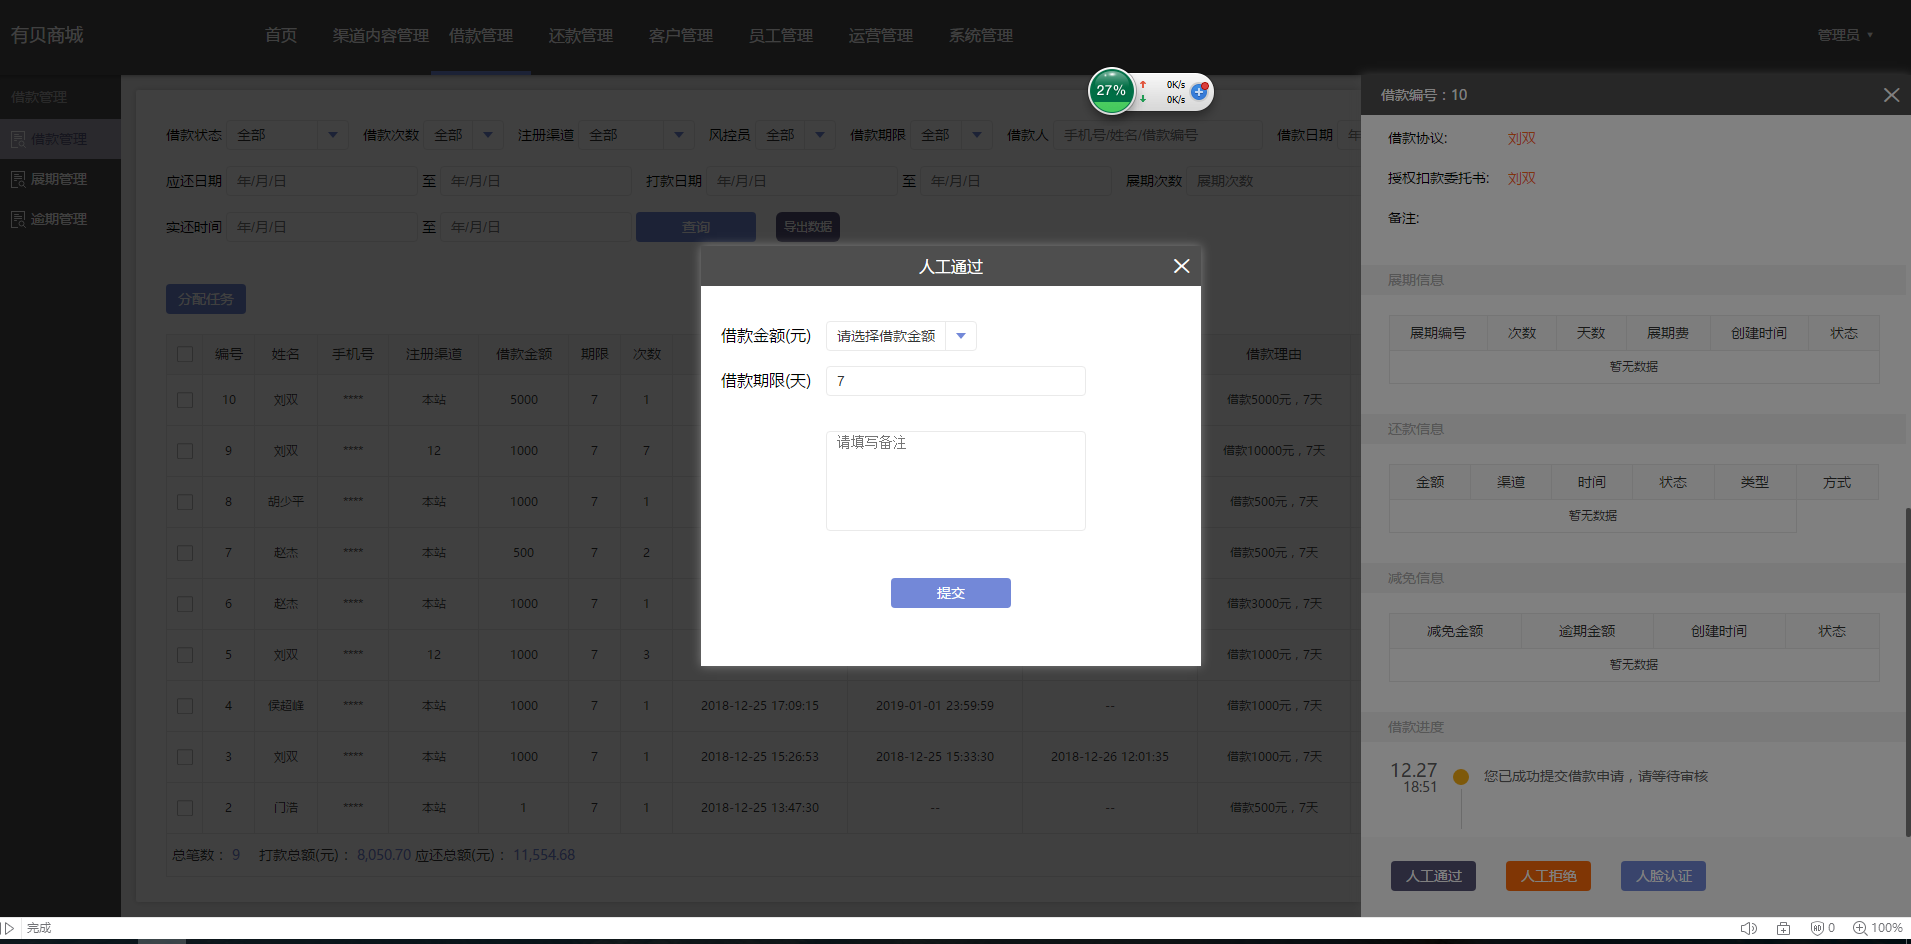 有贝商城
首页 渠道内容管理 借款管理 还款管理 客户管理 员工管理 运营管理 系统管理
管理员
27%
0K/s
0K/s
借款管理
借款管理
展期管理
逾期管理
借款状态 全部 借款次数 全部 注册渠道 全部 风控员 全部 借款期限 全部 借款人 手机号/姓名/借款编号 借款日期 年
应还日期 年/月/日 至 年/月/日 打款日期 年/月/日 至 年/月/日 展期次数 展期次数
实还时间 年/月/日 至 年/月/日 查询 导出数据
分配任务
编号 姓名 手机号 注册渠道 借款金额 期限 次数 借款理由
10 刘双 **** 本站 5000 7 1 借款5000元，7天
9 刘双 **** 12 1000 7 7 借款10000元，7天
8 胡少平 **** 本站 1000 7 1 借款500元，7天
7 赵杰 **** 本站 500 7 2 借款500元，7天
6 赵杰 **** 本站 1000 7 1 借款3000元，7天
5 刘双 **** 12 1000 7 3 借款1000元，7天
4 侯超峰 **** 本站 1000 7 1 2018-12-25 17:09:15 2019-01-01 23:59:59 -- 借款1000元，7天
3 刘双 **** 本站 1000 7 1 2018-12-25 15:26:53 2018-12-25 15:33:30 2018-12-26 12:01:35 借款1000元，7天
2 门浩 **** 本站 1 7 1 2018-12-25 13:47:30 -- -- 借款500元，7天
总笔数： 9 打款总额(元)： 8,050.70 应还总额(元)： 11,554.68
人工通过
借款金额(元) 请选择借款金额
借款期限(天) 7
请填写备注
提交
借款编号：10
借款协议: 刘双
授权扣款委托书: 刘双
备注:
展期信息
展期编号 次数 天数 展期费 创建时间 状态
暂无数据
还款信息
金额 渠道 时间 状态 类型 方式
暂无数据
减免信息
减免金额 逾期金额 创建时间 状态
暂无数据
借款进度
12.27
18:51
您已成功提交借款申请，请等待审核
人工通过 人工拒绝 人脸认证
完成
0 100%